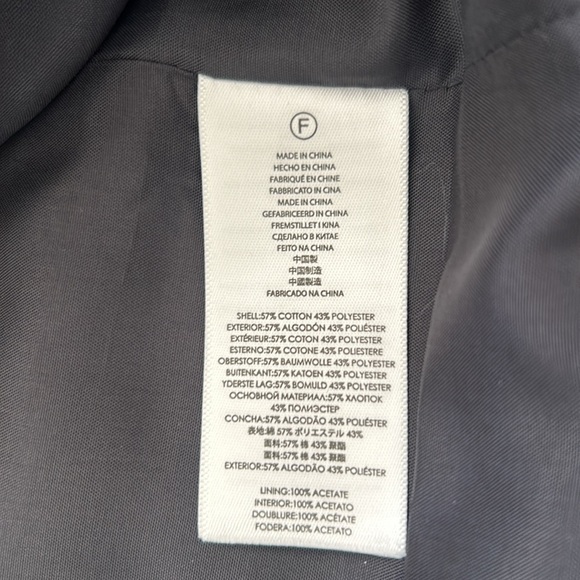 F
MADE IN CHINA
HECHO EN CHINA
FABRIQUÉ EN CHINE
FABBRICATO IN CINA
MADE IN CHINA
GEFABRICEERD IN CHINA
FREMSTILLET I KINA
СДЕЛАНО В КИТАЕ
FEITO NA CHINA
中国製
中国制造
中國製造
FABRICADO NA CHINA
SHELL:57% COTTON 43% POLYESTER
EXTERIOR:57% ALGODÓN 43% POLIÉSTER
EXTÉRIEUR:57% COTON 43% POLYESTER
ESTERNO:57% COTONE 43% POLIESTERE
OBERSTOFF:57% BAUMWOLLE 43% POLYESTER
BUITENKANT:57% KATOEN 43% POLYESTER
YDERSTE LAG:57% BOMULD 43% POLYESTER
ОСНОВНОЙ МАТЕРИАЛ:57% ХЛОПОК
43% ПОЛИЭСТЕР
CONCHA:57% ALGODÃO 43% POLIÉSTER
表地:綿 57% ポリエステル 43%
面料:57% 棉 43% 聚酯
面料:57% 棉 43% 聚酯
EXTERIOR:57% ALGODÃO 43% POLIÉSTER
LINING:100% ACETATE
INTERIOR:100% ACETATO
DOUBLURE:100% ACÉTATE
FODERA:100% ACETATO